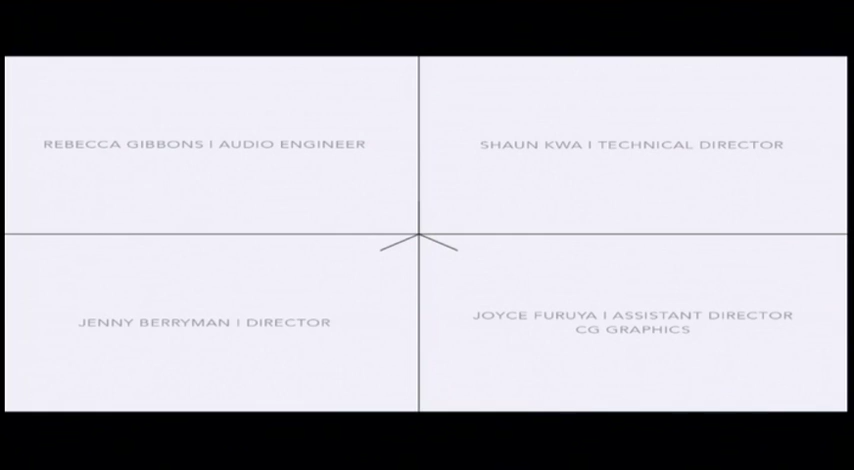 REBECCA GIBBONS | AUDIO ENGINEER
SHAUN KWA | TECHNICAL DIRECTOR
JENNY BERRYMAN | DIRECTOR
JOYCE FURUYA | ASSISTANT DIRECTOR
CG GRAPHICS